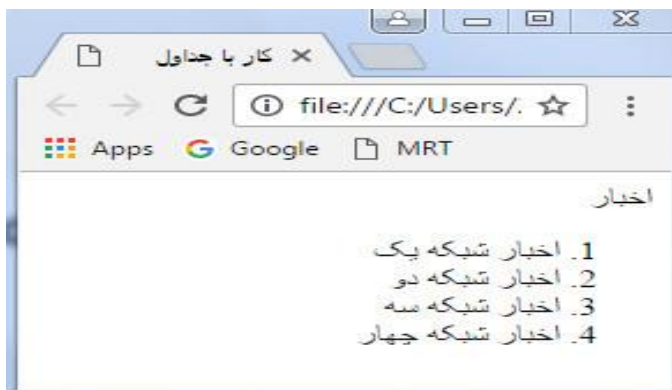 کار با جداول
file:///C:/Users/.
Apps Google MRT
اخبار
1. اخبار شبکه یک
2. اخبار شبکه دو
3. اخبار شبکه سه
4. اخبار شبکه چهار